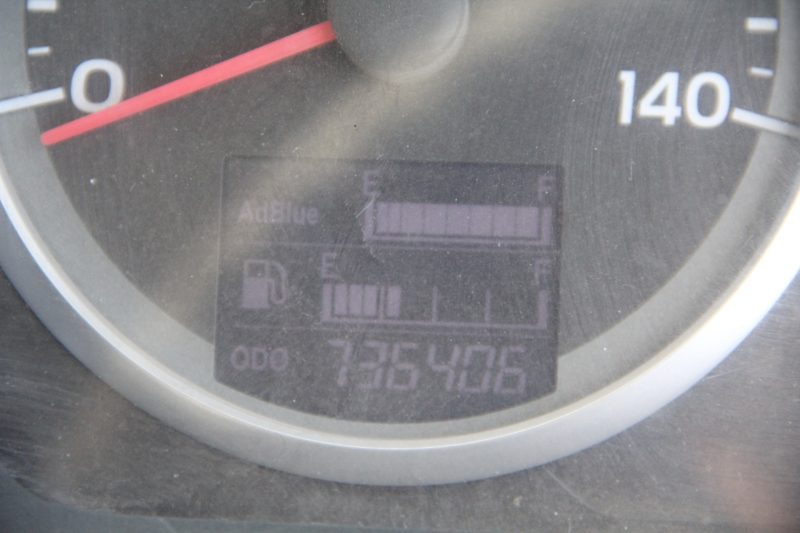 0
140
E F
AdBlue
E F
ODO 736406